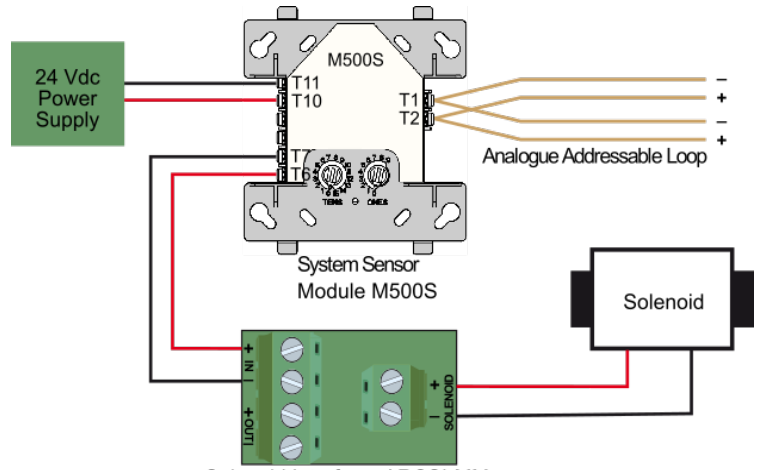 M500S
24 Vdc
Power
Supply
T11
T10
T1
T2
T7
T6
TENS
ONES
–
+
–
+
Analogue Addressable Loop
System Sensor
Module M500S
Solenoid
+ IN –
+OUT
+ –
SOLENOID